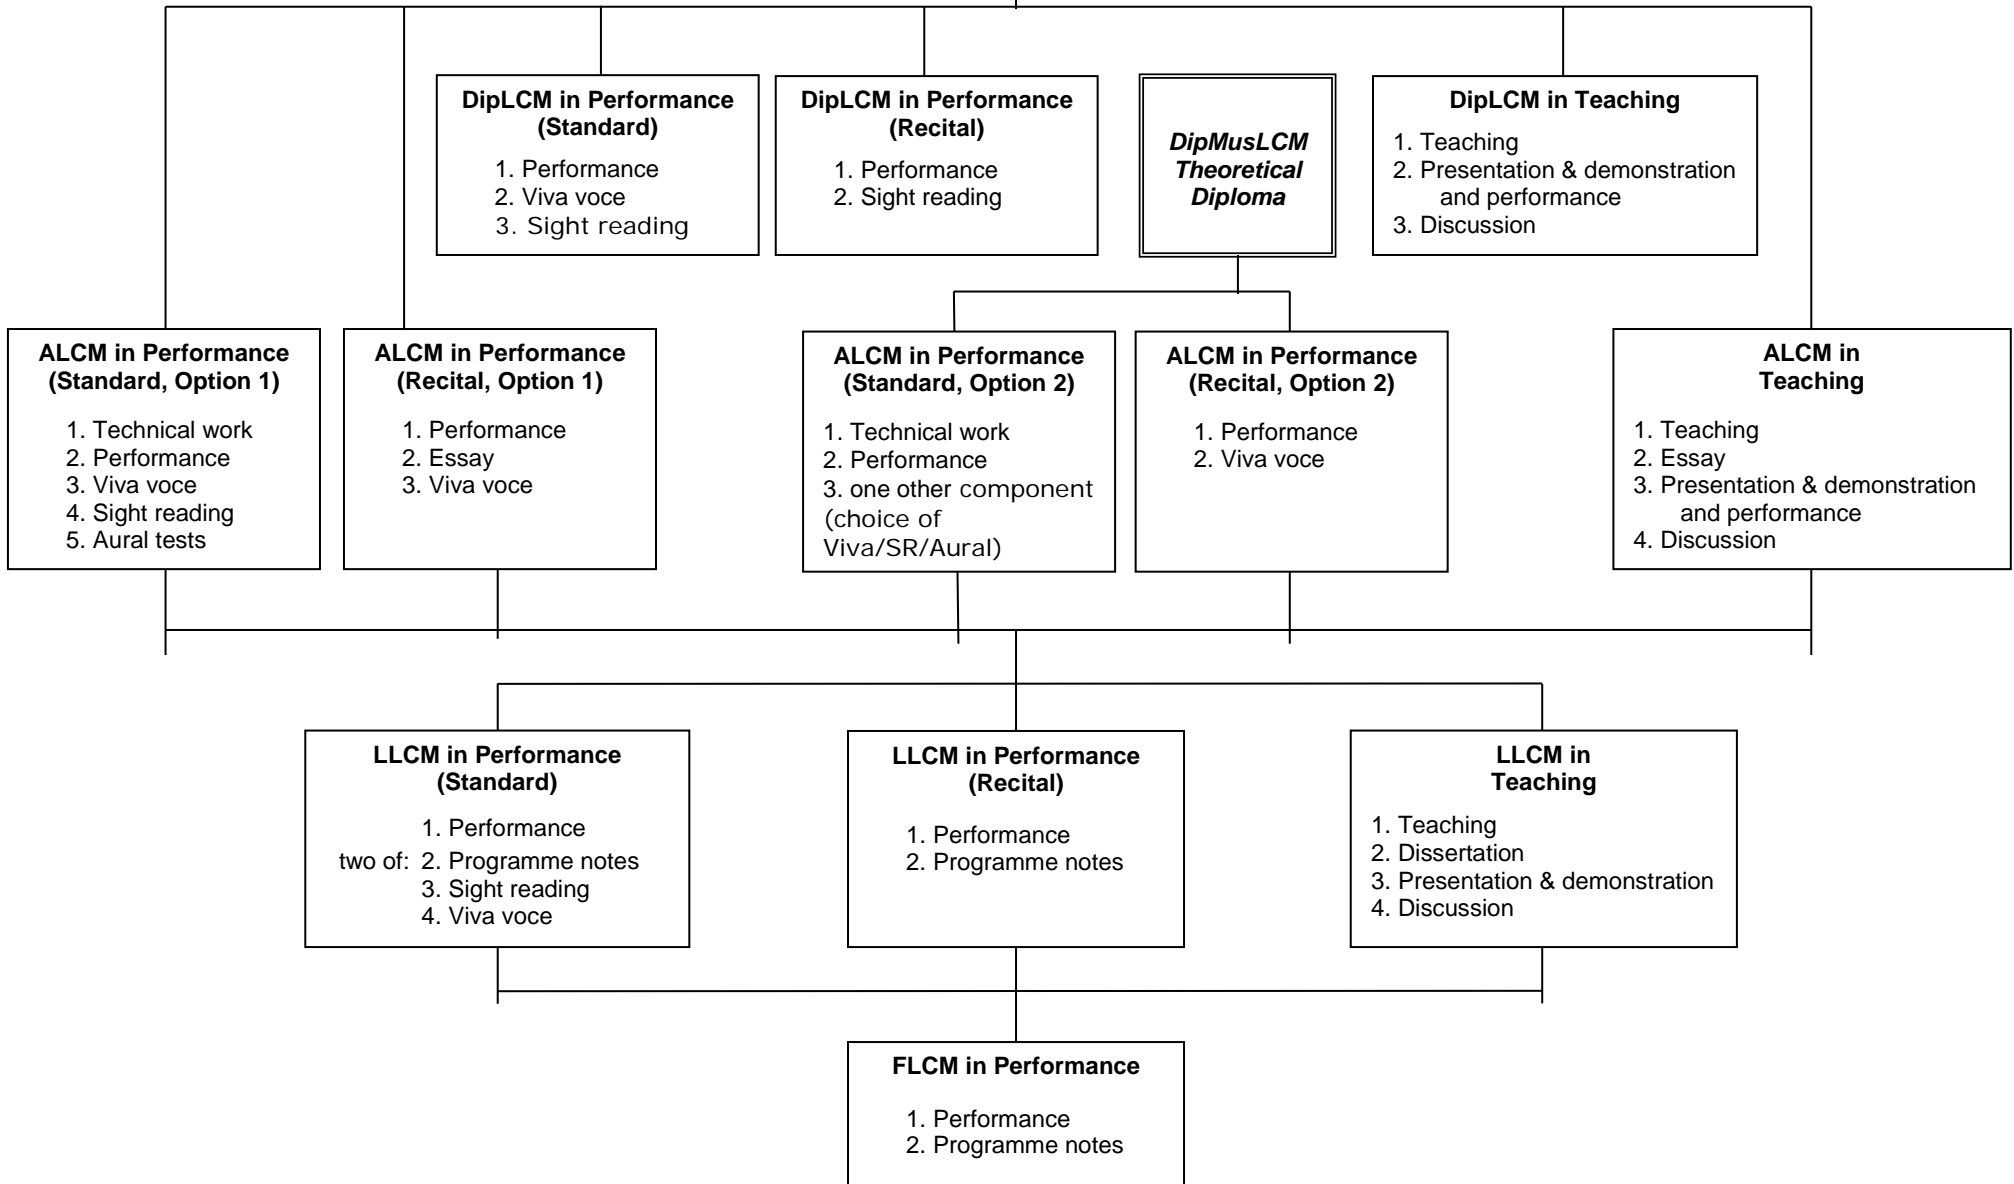 DipLCM in Performance
(Standard)
1. Performance
2. Viva voce
3. Sight reading
DipLCM in Performance
(Recital)
1. Performance
2. Sight reading
DipMusLCM
Theoretical
Diploma
DipLCM in Teaching
1. Teaching
2. Presentation & demonstration
and performance
3. Discussion
ALCM in Performance
(Standard, Option 1)
1. Technical work
2. Performance
3. Viva voce
4. Sight reading
5. Aural tests
ALCM in Performance
(Recital, Option 1)
1. Performance
2. Essay
3. Viva voce
ALCM in Performance
(Standard, Option 2)
1. Technical work
2. Performance
3. one other component
(choice of
Viva/SR/Aural)
ALCM in Performance
(Recital, Option 2)
1. Performance
2. Viva voce
ALCM in
Teaching
1. Teaching
2. Essay
3. Presentation & demonstration
and performance
4. Discussion
LLCM in Performance
(Standard)
1. Performance
two of: 2. Programme notes
3. Sight reading
4. Viva voce
LLCM in Performance
(Recital)
1. Performance
2. Programme notes
LLCM in
Teaching
1. Teaching
2. Dissertation
3. Presentation & demonstration
4. Discussion
FLCM in Performance
1. Performance
2. Programme notes